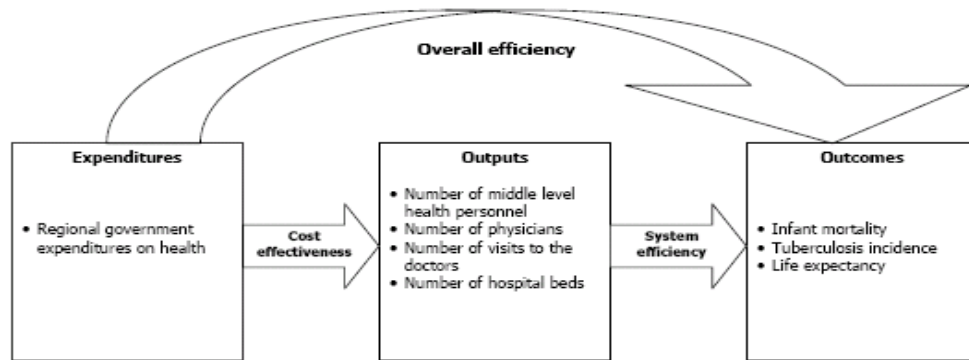 Overall efficiency
Expenditures
• Regional government
expenditures on health
Cost
effectiveness
Outputs
• Number of middle level
health personnel
• Number of physicians
• Number of visits to the
doctors
• Number of hospital beds
System
efficiency
Outcomes
• Infant mortality
• Tuberculosis incidence
• Life expectancy